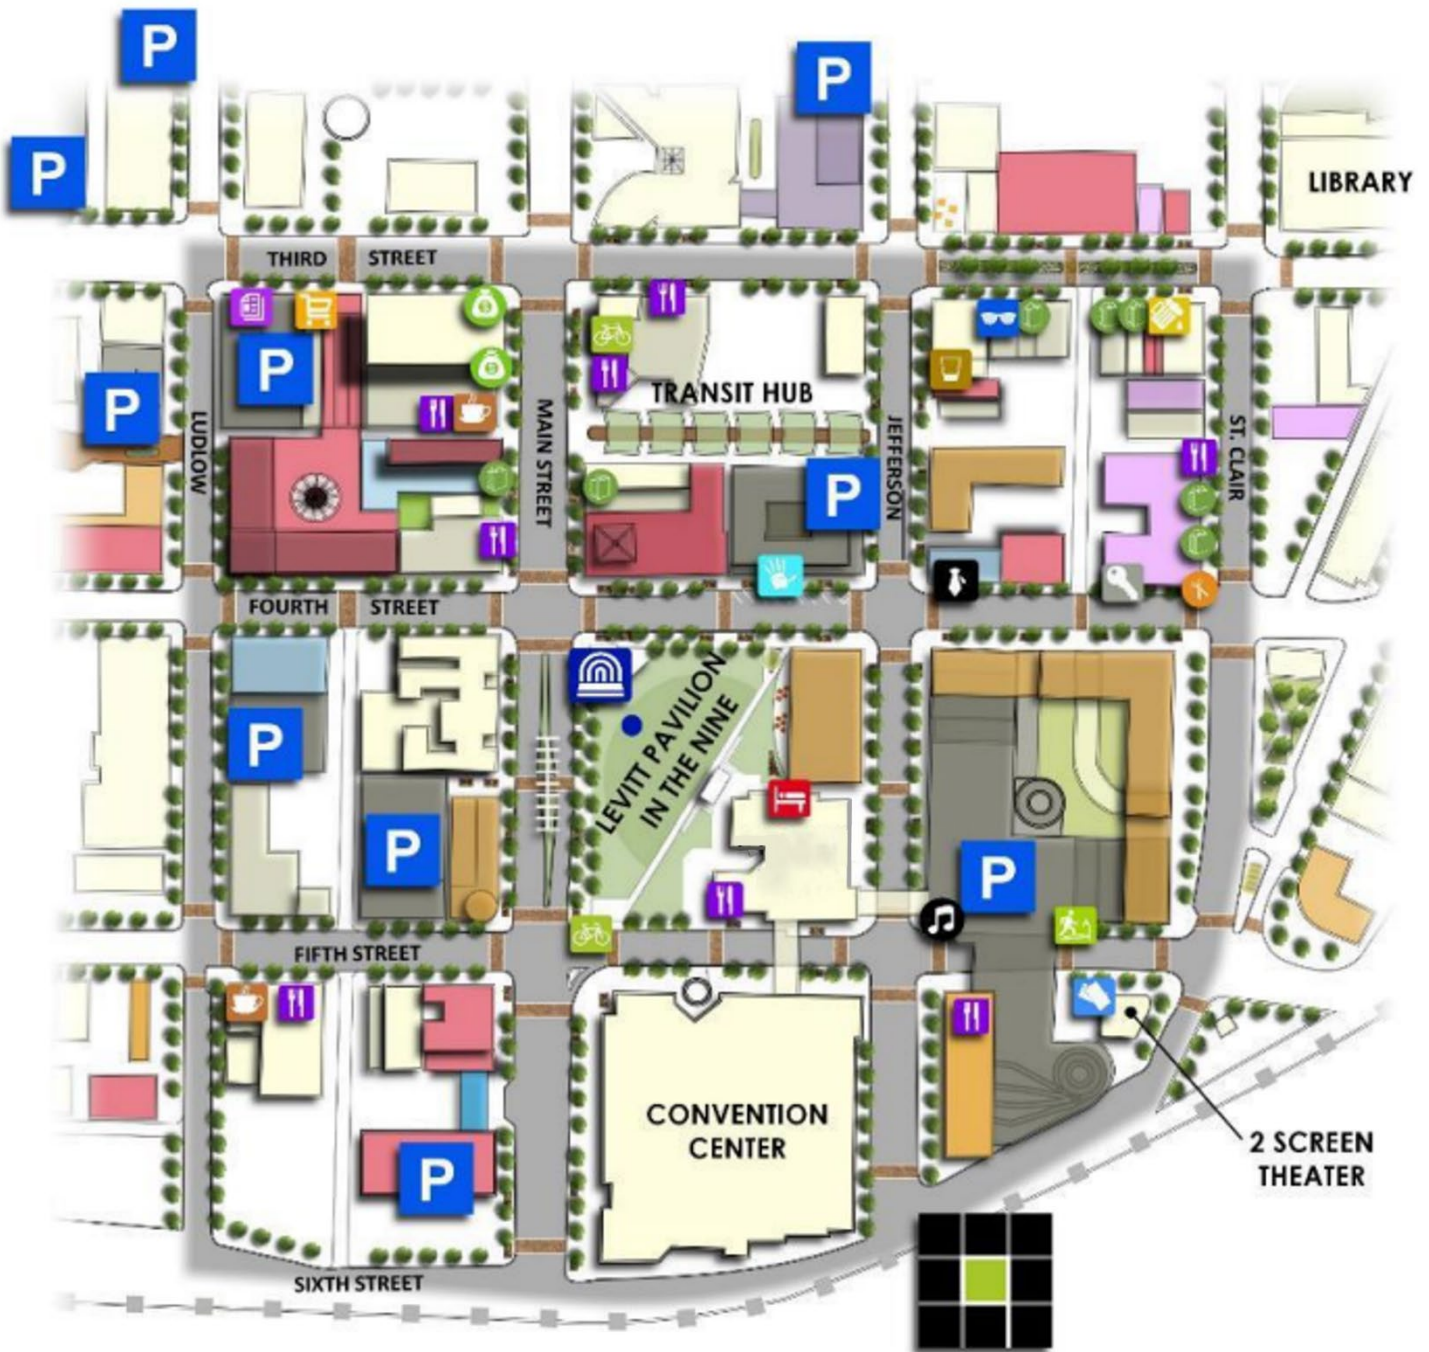 P
P
P
LIBRARY
THIRD STREET
P
P
TRANSIT HUB
LUDLOW
MAIN STREET
JEFFERSON
ST. CLAIR
P
FOURTH STREET
LEVITT PAVILION
IN THE NINE
P
P
P
FIFTH STREET
CONVENTION
CENTER
2 SCREEN
THEATER
P
SIXTH STREET